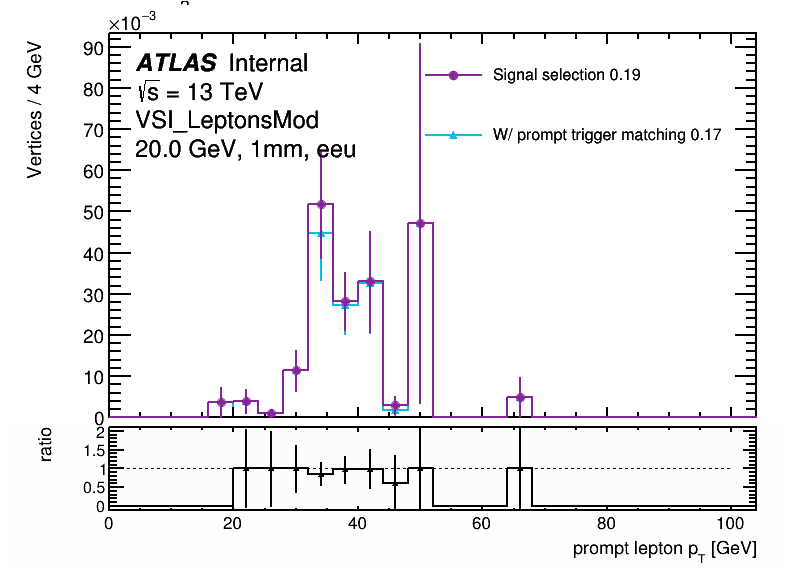 ×10⁻³
Vertices / 4 GeV
90
80
70
60
50
40
30
20
10
0
ATLAS Internal
√s = 13 TeV
VSI_LeptonsMod
20.0 GeV, 1mm, eeu
Signal selection 0.19
W/ prompt trigger matching 0.17
ratio
2
1.5
1
0.5
0
0 20 40 60 80 100
prompt lepton p_T [GeV]